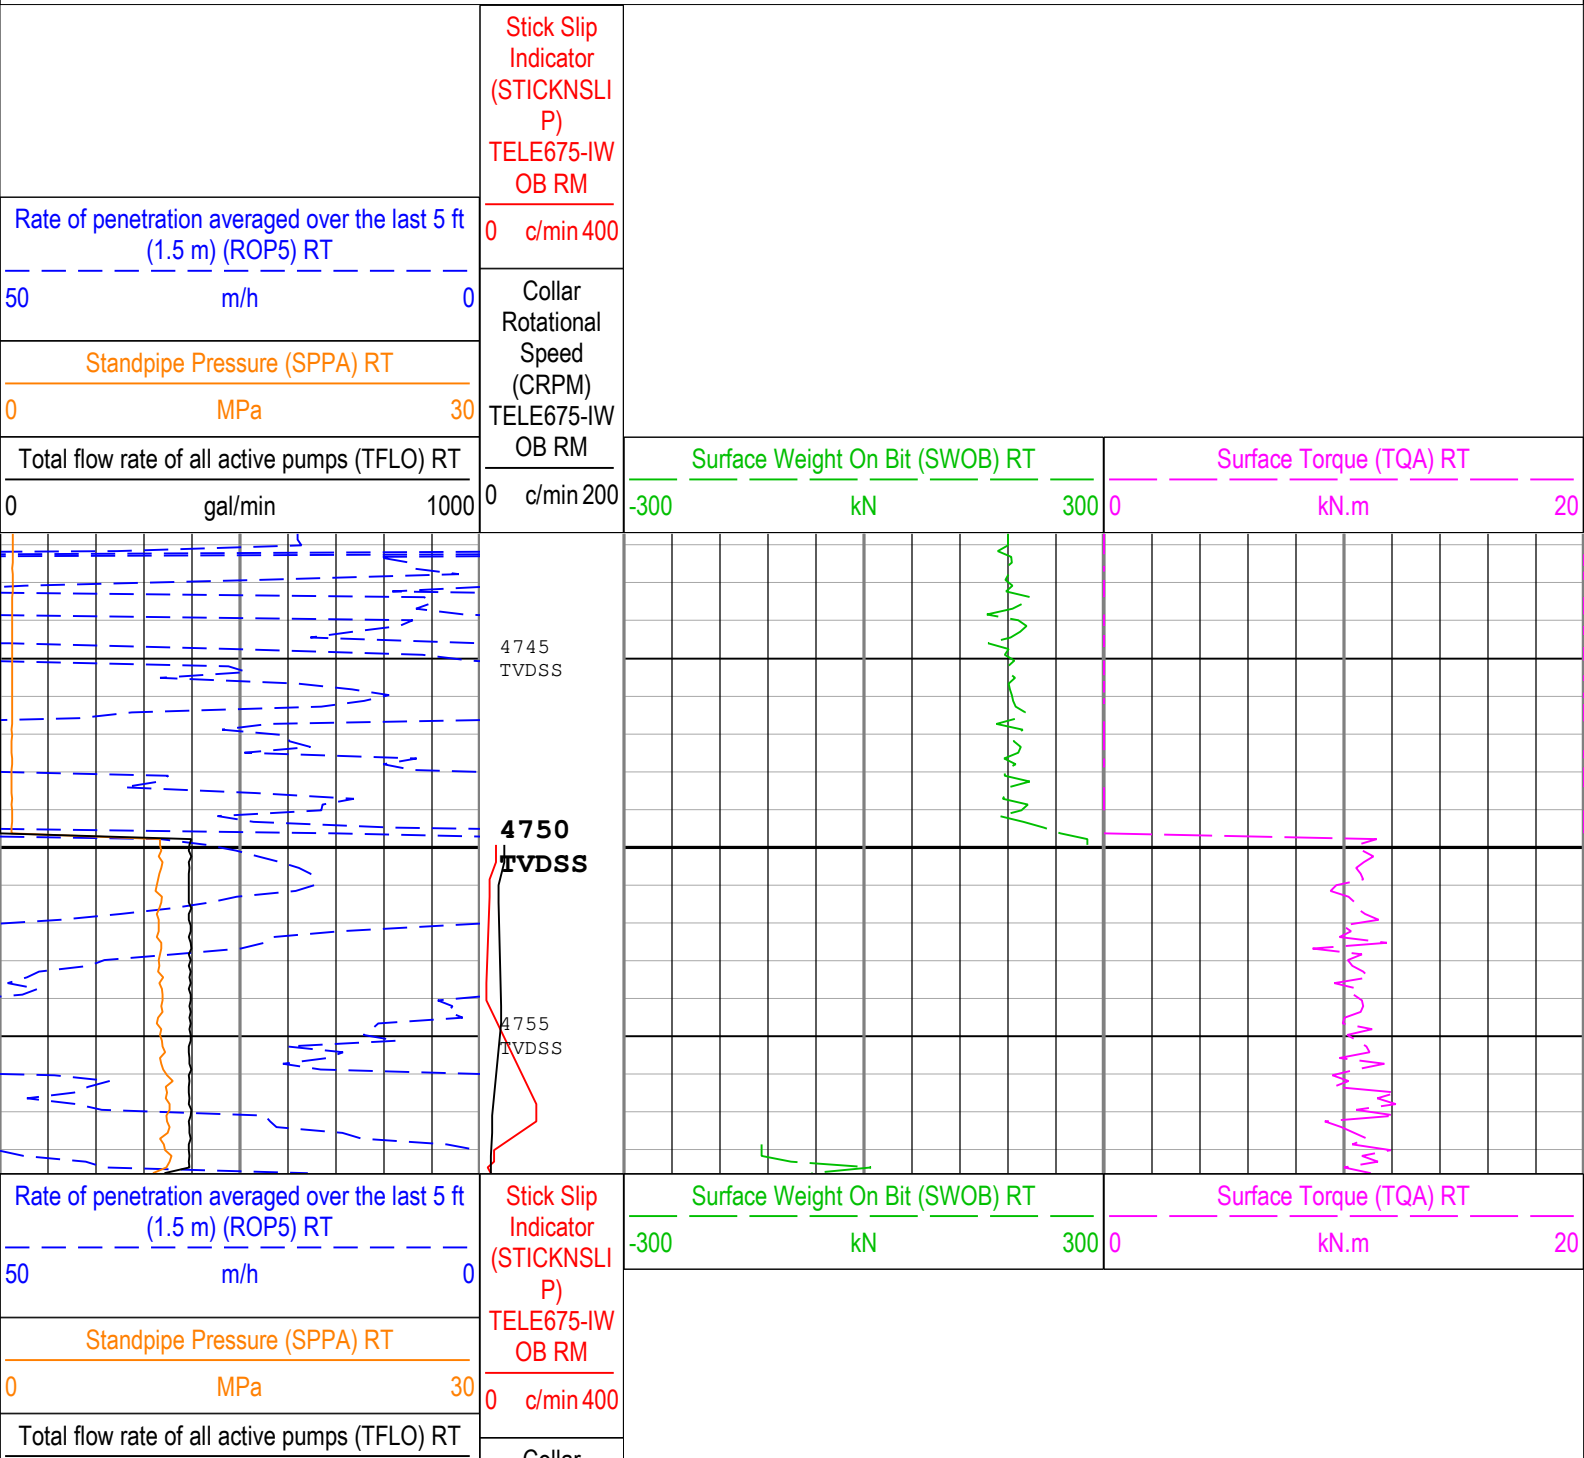 Stick Slip
Indicator
(STICKNSLI
P)
TELE675-IW
OB RM
0 c/min 400
Rate of penetration averaged over the last 5 ft
(1.5 m) (ROP5) RT
50 m/h 0
Collar
Rotational
Speed
(CRPM)
TELE675-IW
OB RM
0 c/min 200
Standpipe Pressure (SPPA) RT
0 MPa 30
Total flow rate of all active pumps (TFLO) RT
0 gal/min 1000
Surface Weight On Bit (SWOB) RT
-300 kN 300
Surface Torque (TQA) RT
0 kN.m 20
4745
TVDSS
4750
TVDSS
4755
TVDSS
Rate of penetration averaged over the last 5 ft
(1.5 m) (ROP5) RT
50 m/h 0
Stick Slip
Indicator
(STICKNSLI
P)
TELE675-IW
OB RM
0 c/min 400
Surface Weight On Bit (SWOB) RT
-300 kN 300
Surface Torque (TQA) RT
0 kN.m 20
Standpipe Pressure (SPPA) RT
0 MPa 30
Total flow rate of all active pumps (TFLO) RT
Collar